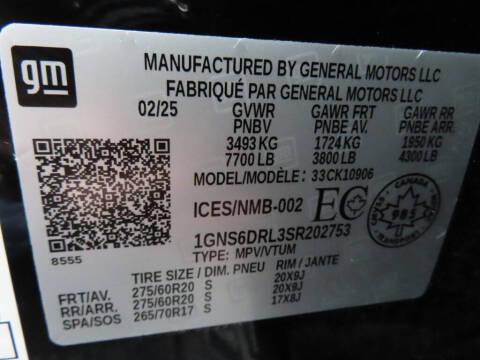 gm
MANUFACTURED BY GENERAL MOTORS LLC
FABRIQUÉ PAR GENERAL MOTORS LLC
02/25 GVWR GAWR FRT GAWR RR
PNBV PNBE AV. PNBE ARR.
3493 KG 1724 KG 1950 KG
7700 LB 3800 LB 4300 LB
MODEL/MODÈLE: 33CK10906
ICES/NMB-002 EC
CANADA
985
TRANSPORT
1GNS6DRL3SR202753
TYPE: MPV/VTUM
8555
TIRE SIZE / DIM. PNEU RIM / JANTE
FRT/AV. 275/60R20 S 20X9J
RR/ARR. 275/60R20 S 20X9J
SPA/SOS 265/70R17 S 17X8J